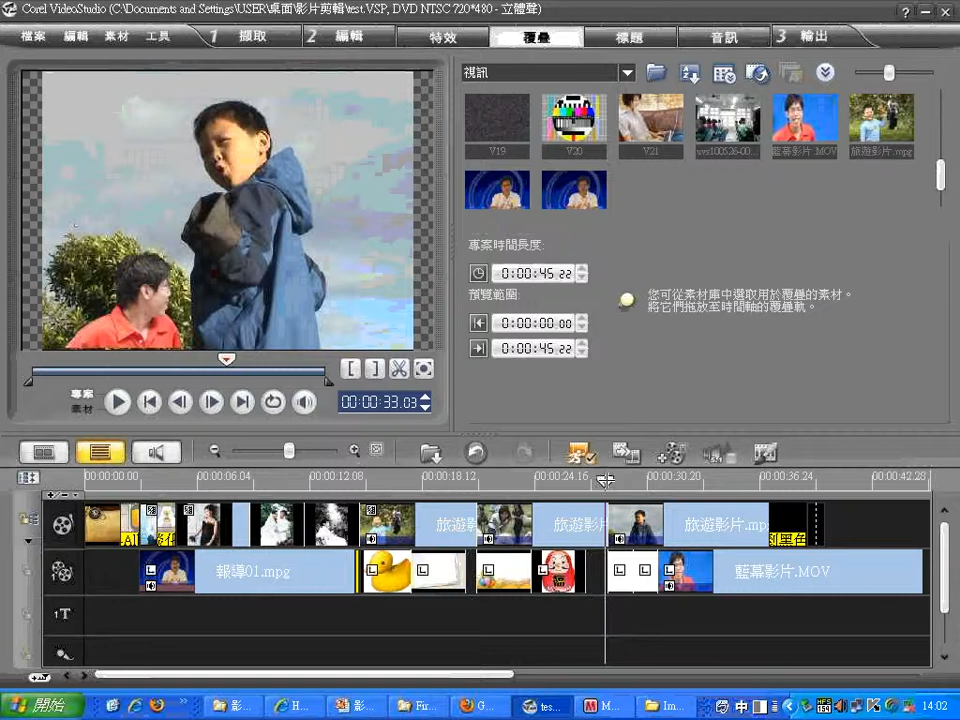 Corel VideoStudio (C:\Documents and Settings\USER\桌面\影片剪輯\test.VSP, DVD NTSC 720*480 - 立體聲)
檔案 編輯 素材 工具 1 擷取 2 編輯 特效 覆疊 標題 音訊 3 輸出
視訊
V19 V20 V21 藍幕影片.MOV 旅遊影片.mpg
專案時間長度:
0:00:45.22
預覽範圍:
0:00:00.00
0:00:45.22
您可從素材庫中選取用於覆疊的素材。
將它們拖放至時間軸的覆疊軌。
專案
素材
00:00:33.03
00:00:00.00 00:00:06.04 00:00:12.08 00:00:18.12 00:00:24.16 00:00:30.20 00:00:36.24 00:00:42.28
旅遊影 旅遊影片 旅遊影片.mp
報導01.mpg 藍幕影片.MOV
1T
開始 影... H... 影... Fir... G... tes... M... Im... 中 14:02